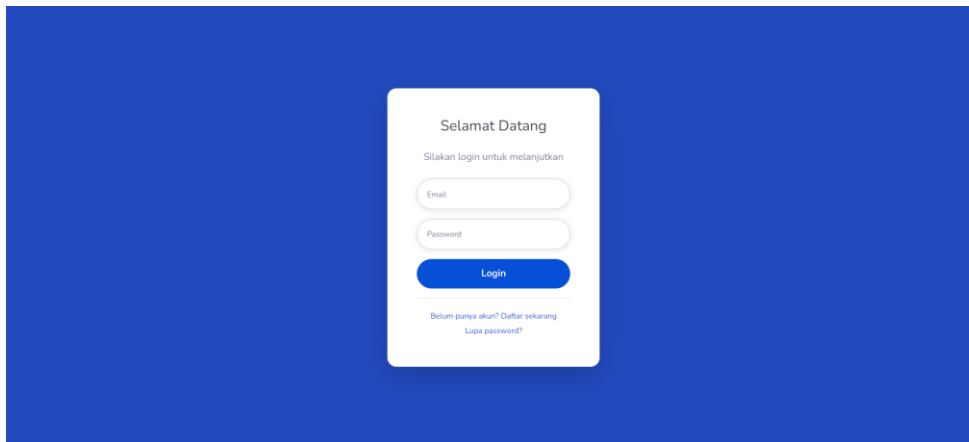 Selamat Datang
Silakan login untuk melanjutkan
Email
Password
Login
Belum punya akun? Daftar sekarang
Lupa password?